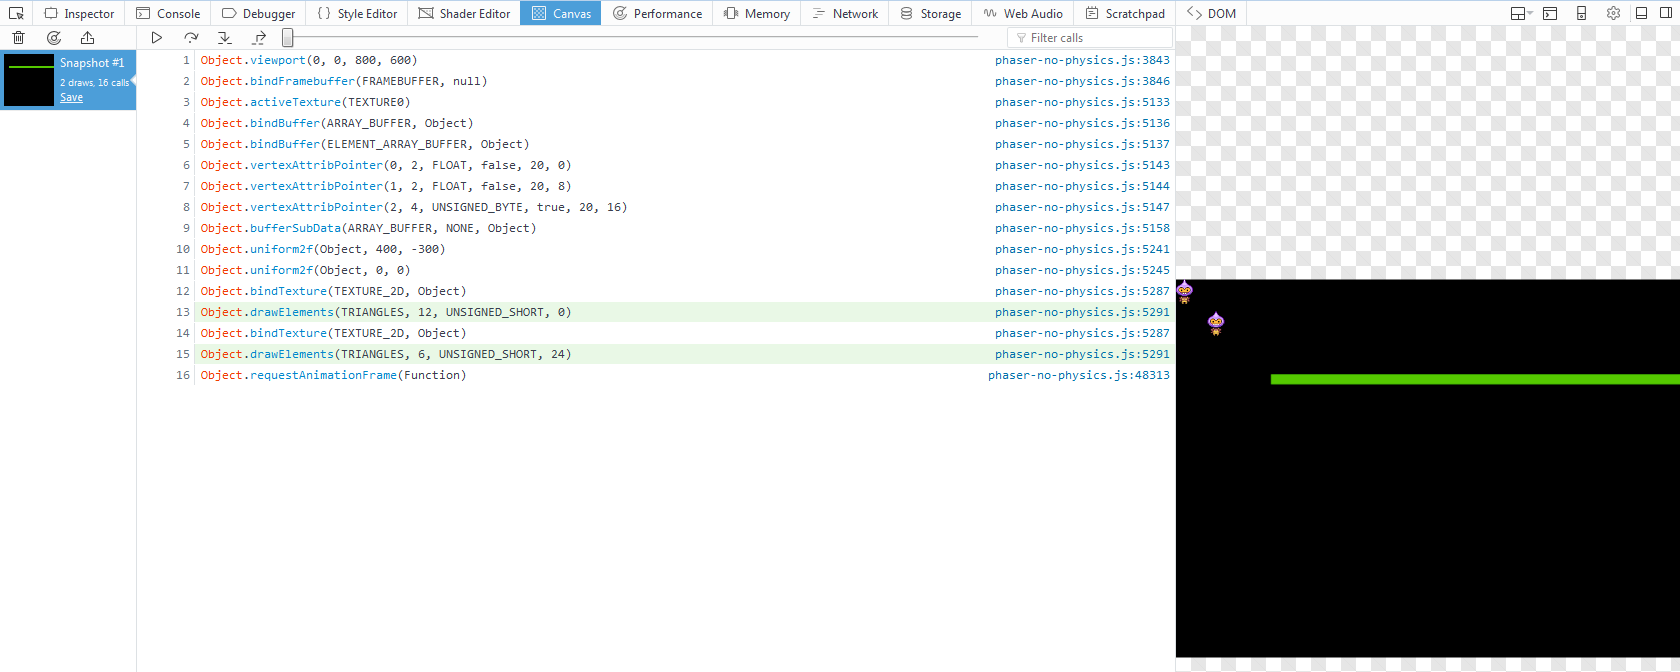 Inspector Console Debugger { } Style Editor Shader Editor Canvas Performance Memory Network Storage Web Audio Scratchpad DOM
Filter calls
Snapshot #1
2 draws, 16 calls
Save
1 Object.viewport(0, 0, 800, 600) phaser-no-physics.js:3843
2 Object.bindFramebuffer(FRAMEBUFFER, null) phaser-no-physics.js:3846
3 Object.activeTexture(TEXTURE0) phaser-no-physics.js:5133
4 Object.bindBuffer(ARRAY_BUFFER, Object) phaser-no-physics.js:5136
5 Object.bindBuffer(ELEMENT_ARRAY_BUFFER, Object) phaser-no-physics.js:5137
6 Object.vertexAttribPointer(0, 2, FLOAT, false, 20, 0) phaser-no-physics.js:5143
7 Object.vertexAttribPointer(1, 2, FLOAT, false, 20, 8) phaser-no-physics.js:5144
8 Object.vertexAttribPointer(2, 4, UNSIGNED_BYTE, true, 20, 16) phaser-no-physics.js:5147
9 Object.bufferSubData(ARRAY_BUFFER, NONE, Object) phaser-no-physics.js:5158
10 Object.uniform2f(Object, 400, -300) phaser-no-physics.js:5241
11 Object.uniform2f(Object, 0, 0) phaser-no-physics.js:5245
12 Object.bindTexture(TEXTURE_2D, Object) phaser-no-physics.js:5287
13 Object.drawElements(TRIANGLES, 12, UNSIGNED_SHORT, 0) phaser-no-physics.js:5291
14 Object.bindTexture(TEXTURE_2D, Object) phaser-no-physics.js:5287
15 Object.drawElements(TRIANGLES, 6, UNSIGNED_SHORT, 24) phaser-no-physics.js:5291
16 Object.requestAnimationFrame(Function) phaser-no-physics.js:48313